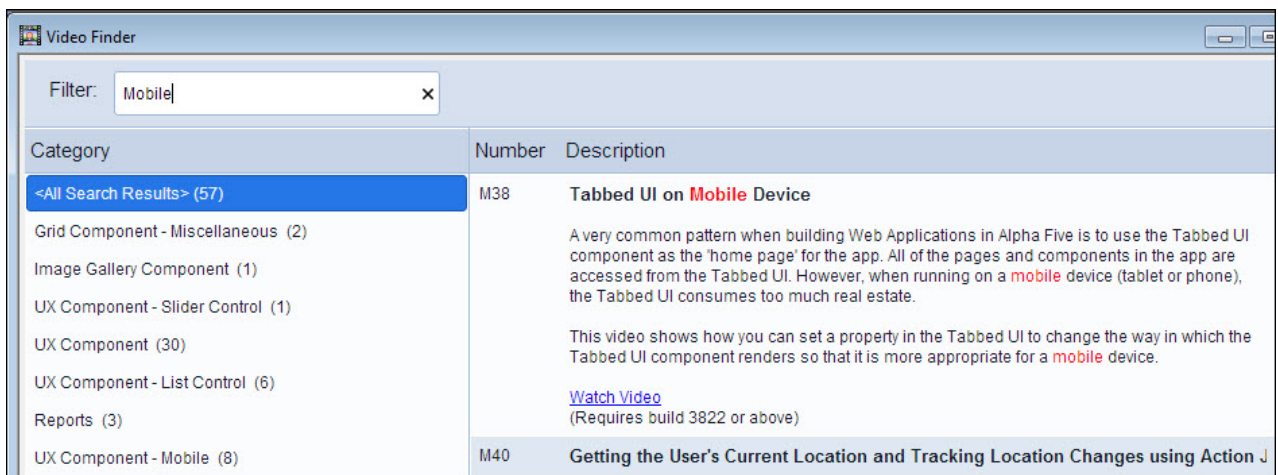 Video Finder
Filter:
Mobile
Category
Number
Description
<All Search Results> (57)
Grid Component - Miscellaneous (2)
Image Gallery Component (1)
UX Component - Slider Control (1)
UX Component (30)
UX Component - List Control (6)
Reports (3)
UX Component - Mobile (8)
M38
Tabbed UI on Mobile Device
A very common pattern when building Web Applications in Alpha Five is to use the Tabbed UI
component as the 'home page' for the app. All of the pages and components in the app are
accessed from the Tabbed UI. However, when running on a mobile device (tablet or phone),
the Tabbed UI consumes too much real estate.
This video shows how you can set a property in the Tabbed UI to change the way in which the
Tabbed UI component renders so that it is more appropriate for a mobile device.
Watch Video
(Requires build 3822 or above)
M40
Getting the User's Current Location and Tracking Location Changes using Action J